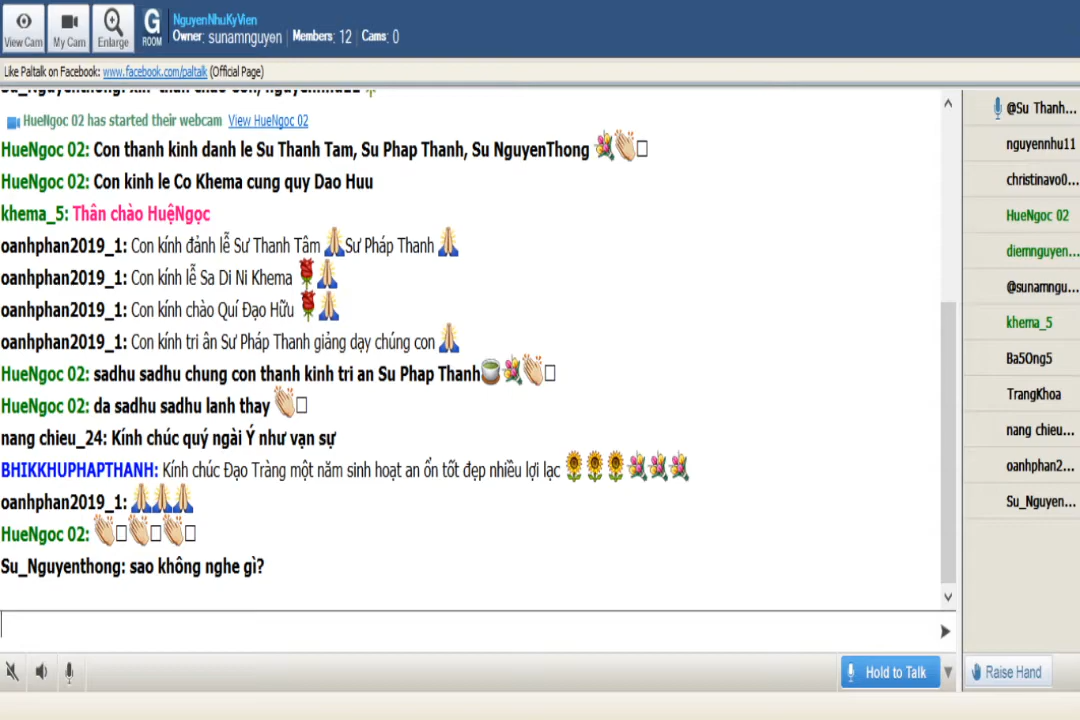 NguyenNhuKyVien
View Cam My Cam Enlarge G ROOM Owner: sunamnguyen Members: 12 Cams: 0
Like Paltalk on Facebook: www.facebook.com/paltalk (Official Page)
HueNgoc 02 has started their webcam View HueNgoc 02
HueNgoc 02: Con thanh kinh danh le Su Thanh Tam, Su Phap Thanh, Su NguyenThong
HueNgoc 02: Con kinh le Co Khema cung quy Dao Huu
khema_5: Thân chào HuệNgọc
oanhphan2019_1: Con kính đảnh lễ Sư Thanh Tâm 🙏Sư Pháp Thanh 🙏
oanhphan2019_1: Con kính lễ Sa Di Ni Khema 🌹🙏
oanhphan2019_1: Con kính chào Quí Đạo Hữu 🌹🙏
oanhphan2019_1: Con kính tri ân Sư Pháp Thanh giảng dạy chúng con 🙏
HueNgoc 02: sadhu sadhu chung con thanh kinh tri an Su Phap Thanh
HueNgoc 02: da sadhu sadhu lanh thay
nang chieu_24: Kính chúc quý ngài Ý như vạn sự
BHIKKHUPHAPTHANH: Kính chúc Đạo Tràng một năm sinh hoạt an ổn tốt đẹp nhiều lợi lạc
oanhphan2019_1: 🙏🙏🙏
HueNgoc 02:
Su_Nguyenthong: sao không nghe gì?
@Su Thanh...
nguyennhu11
christinavo0...
HueNgoc 02
diemnguyen...
@sunamngu...
khema_5
Ba5Ong5
TrangKhoa
nang chieu...
oanhphan2...
Su_Nguyen...
Hold to Talk
Raise Hand